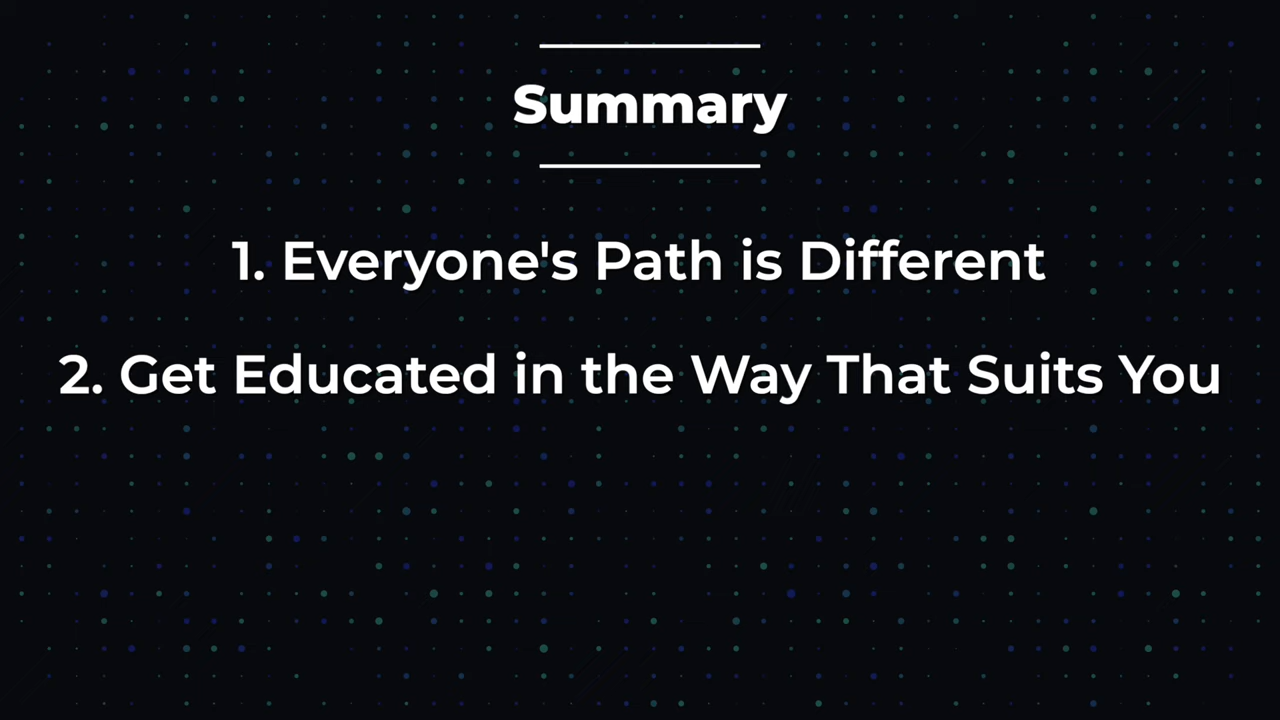 Summary
1. Everyone's Path is Different
2. Get Educated in the Way That Suits You